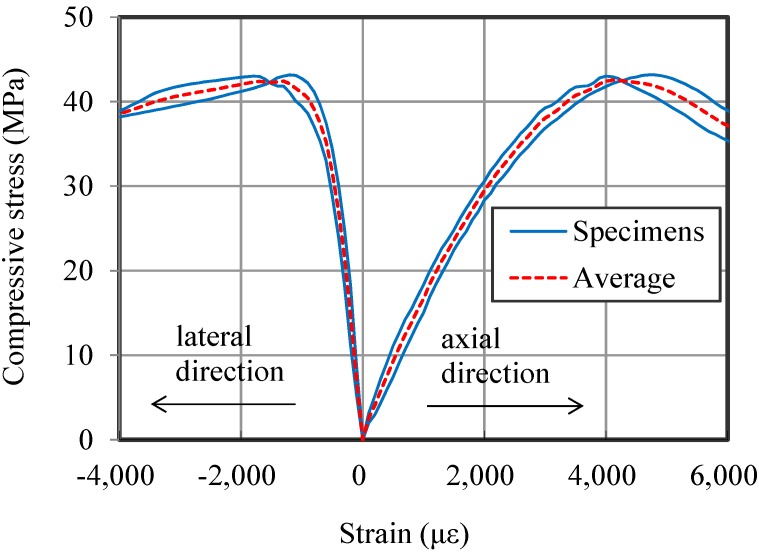 50
40
30
20
10
0
Compressive stress (MPa)
Specimens
Average
lateral
direction
axial
direction
-4,000 -2,000 0 2,000 4,000 6,000
Strain (με)